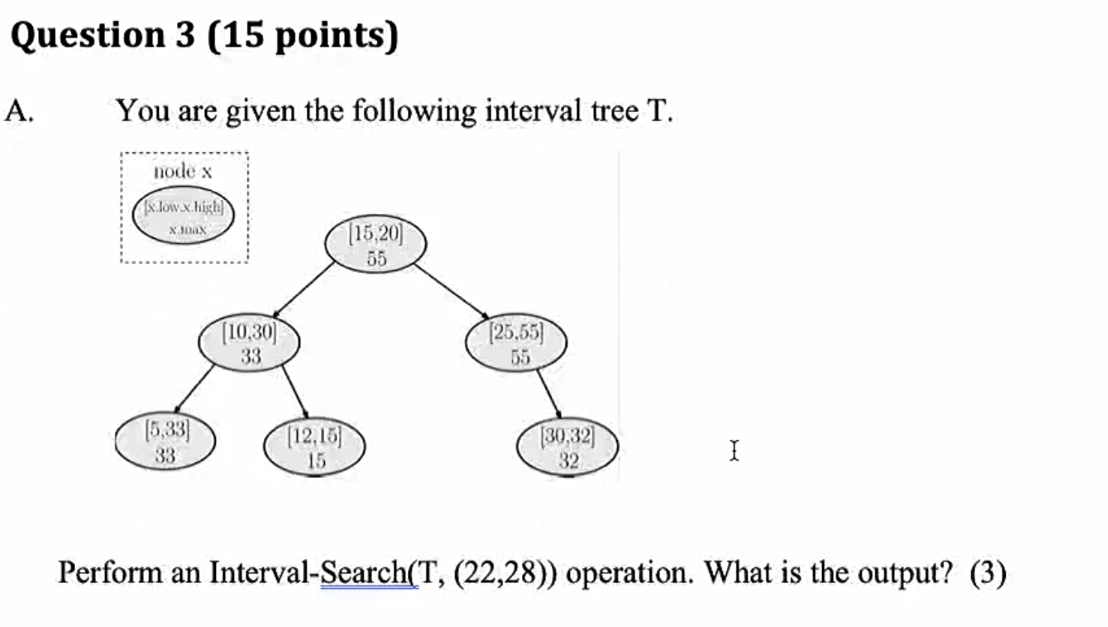 Question 3 (15 points)
A. You are given the following interval tree T.
node x
[x.low,x.high]
x.max
[15,20]
55
[10,30]
33
[25,55]
55
[5,33]
33
[12,15]
15
[30,32]
32
Perform an Interval-Search(T, (22,28)) operation. What is the output? (3)